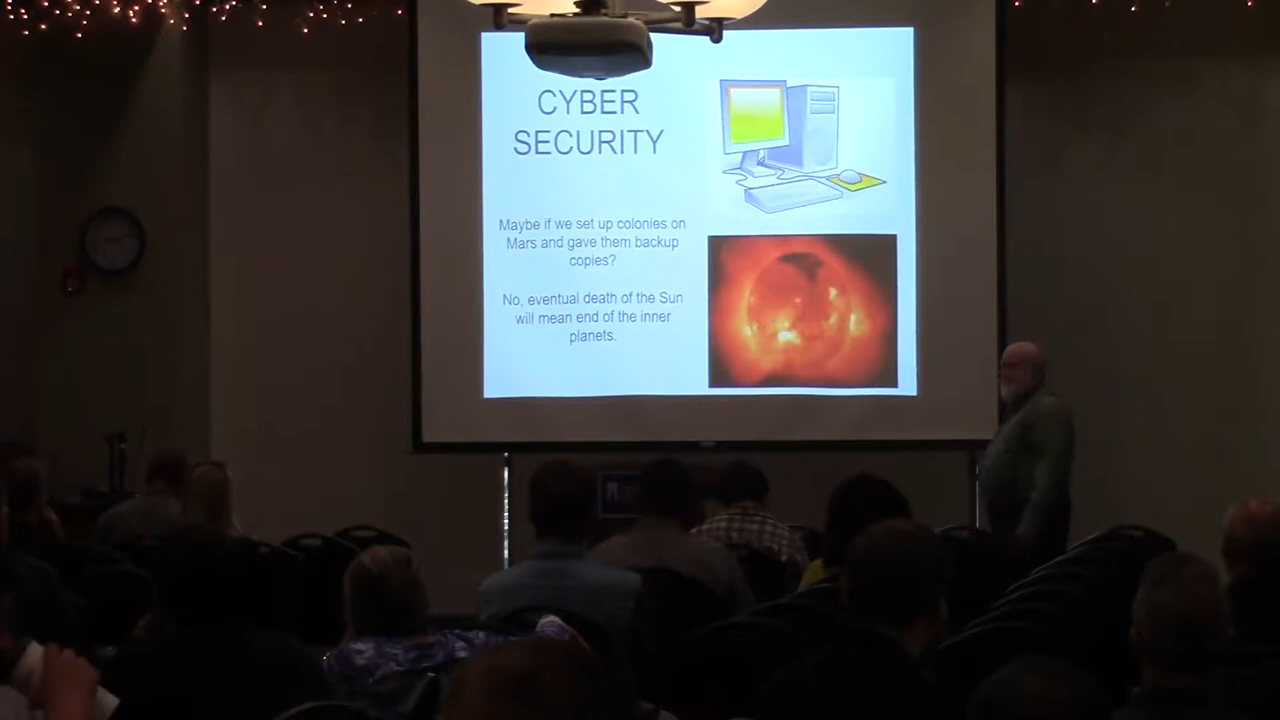 CYBER
SECURITY
Maybe if we set up colonies on
Mars and gave them backup
copies?
No, eventual death of the Sun
will mean end of the inner
planets.